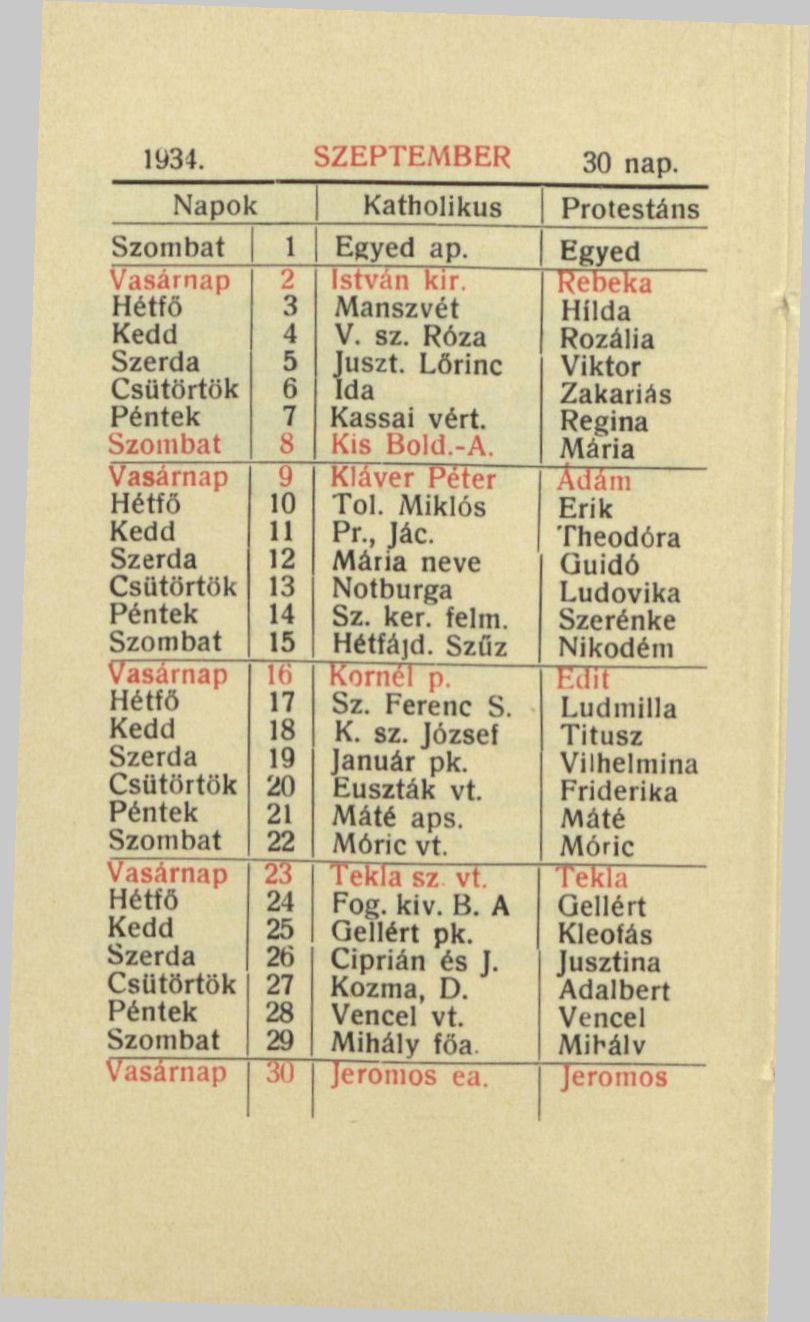 1934. SZEPTEMBER 30 nap.
Napok Katholikus Protestáns
Szombat 1 Egyed ap. Egyed
Vasárnap 2 István kir. Rebeka
Hétfő 3 Manszvét Hilda
Kedd 4 V. sz. Róza Rozália
Szerda 5 Juszt. Lőrinc Viktor
Csütörtök 6 Ida Zakariás
Péntek 7 Kassai vért. Regina
Szombat 8 Kis Bold.-A. Mária
Vasárnap 9 Kláver Péter Ádám
Hétfő 10 Tol. Miklós Erik
Kedd 11 Pr., Jác. Theodóra
Szerda 12 Mária neve Guidó
Csütörtök 13 Notburga Ludovika
Péntek 14 Sz. ker. felm. Szerénke
Szombat 15 Hétfájd. Szűz Nikodém
Vasárnap 16 Kornél p. Edit
Hétfő 17 Sz. Ferenc S. Ludmilla
Kedd 18 K. sz. József Titusz
Szerda 19 Január pk. Vilhelmina
Csütörtök 20 Euszták vt. Friderika
Péntek 21 Máté aps. Máté
Szombat 22 Móric vt. Móric
Vasárnap 23 Tekla sz. vt. Tekla
Hétfő 24 Fog. kiv. B. A Gellért
Kedd 25 Gellért pk. Kleofás
Szerda 26 Ciprián és J. Jusztina
Csütörtök 27 Kozma, D. Adalbert
Péntek 28 Vencel vt. Vencel
Szombat 29 Mihály főa. Mihály
Vasárnap 30 Jeromos ea. Jeromos